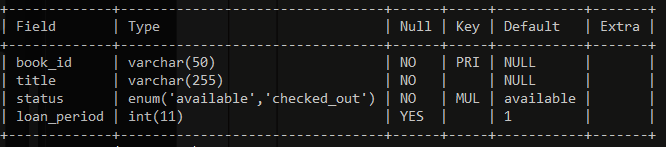 +-------------+--------------------------------+------+-----+-----------+-------+
| Field | Type | Null | Key | Default | Extra |
+-------------+--------------------------------+------+-----+-----------+-------+
| book_id | varchar(50) | NO | PRI | NULL | |
| title | varchar(255) | NO | | NULL | |
| status | enum('available','checked_out') | NO | MUL | available | |
| loan_period | int(11) | YES | | 1 | |
+-------------+--------------------------------+------+-----+-----------+-------+